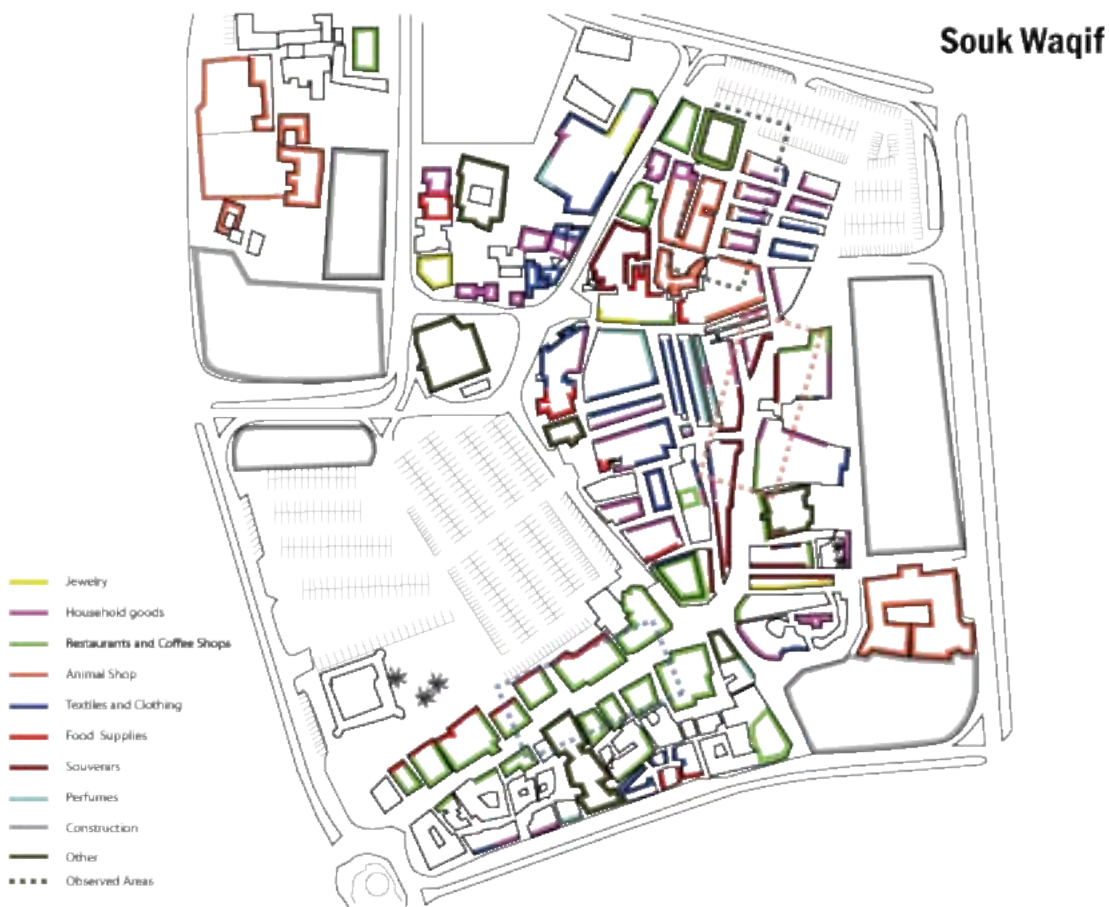 Souk Waqif
Jewelry
Household goods
Restaurants and Coffee Shops
Animal Shop
Textiles and Clothing
Food Supplies
Souvenirs
Perfumes
Construction
Other
Observed Areas